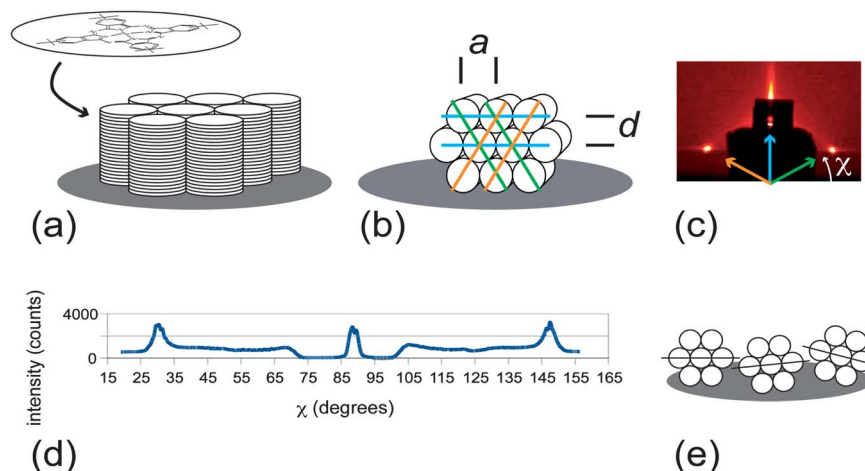 a
d
χ
(a)
(b)
(c)
intensity (counts)
4000
0
15 25 35 45 55 65 75 85 95 105 115 125 135 145 155 165
χ (degrees)
(d)
(e)